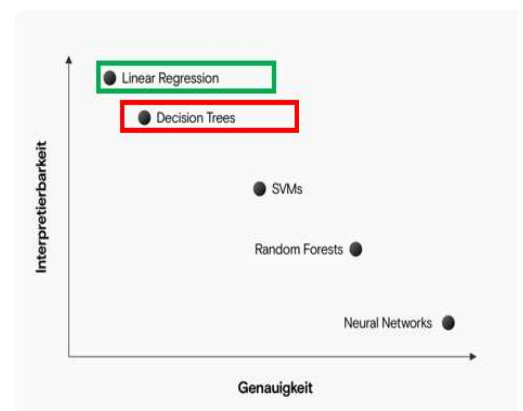 Linear Regression
Decision Trees
SVMs
Random Forests
Neural Networks
Interpretierbarkeit
Genauigkeit